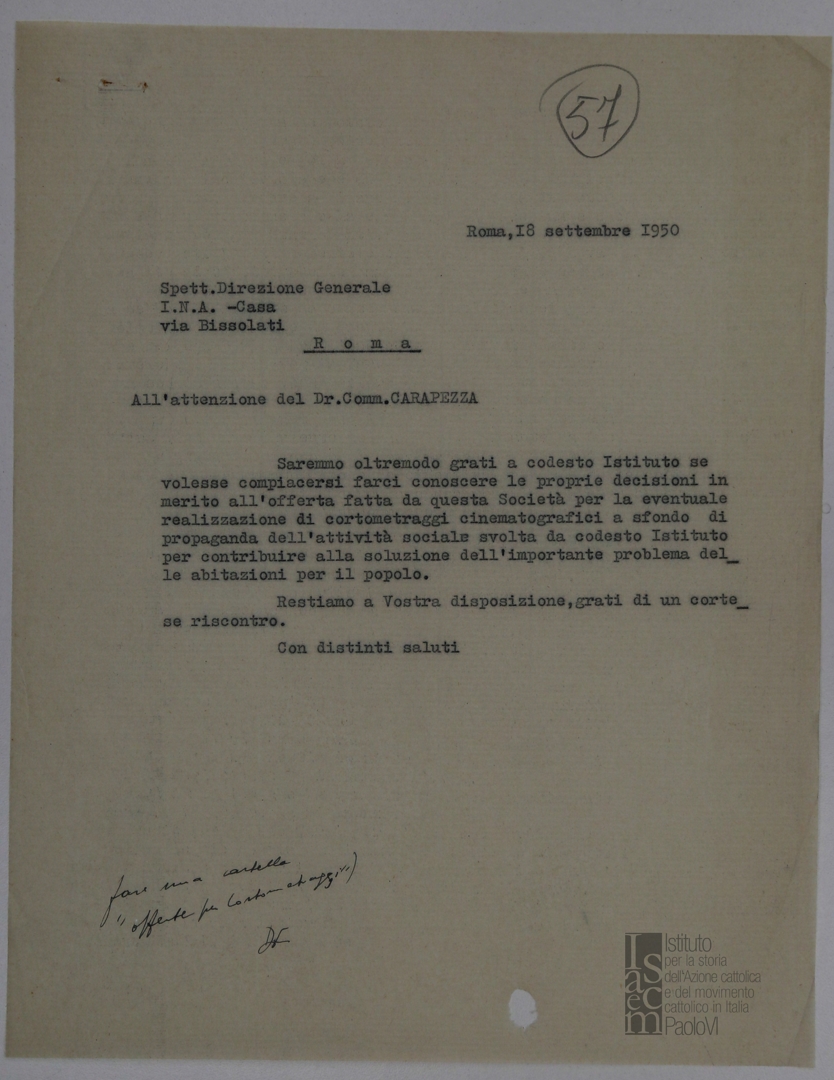 57
Roma,I8 settembre I950
Spett.Direzione Generale
I.N.A. -Casa
via Bissolati
R o m a
All'attenzione del Dr.Comm.CARAPEZZA
Saremmo oltremodo grati a codesto Istituto se
volesse compiacersi farci conoscere le proprie decisioni in
merito all'offerta fatta da questa Società per la eventuale
realizzazione di cortometraggi cinematografici a sfondo di
propaganda dell'attività sociale svolta da codesto Istituto
per contribuire alla soluzione dell'importante problema del_
le abitazioni per il popolo.
Restiamo a Vostra disposizione,grati di un corte_
se riscontro.
Con distinti saluti
fare una cartella
"offerte per Cortometraggi")
Isacem
Istituto
per la storia
dell'Azione cattolica
e del movimento
cattolico in Italia
PaoloVI